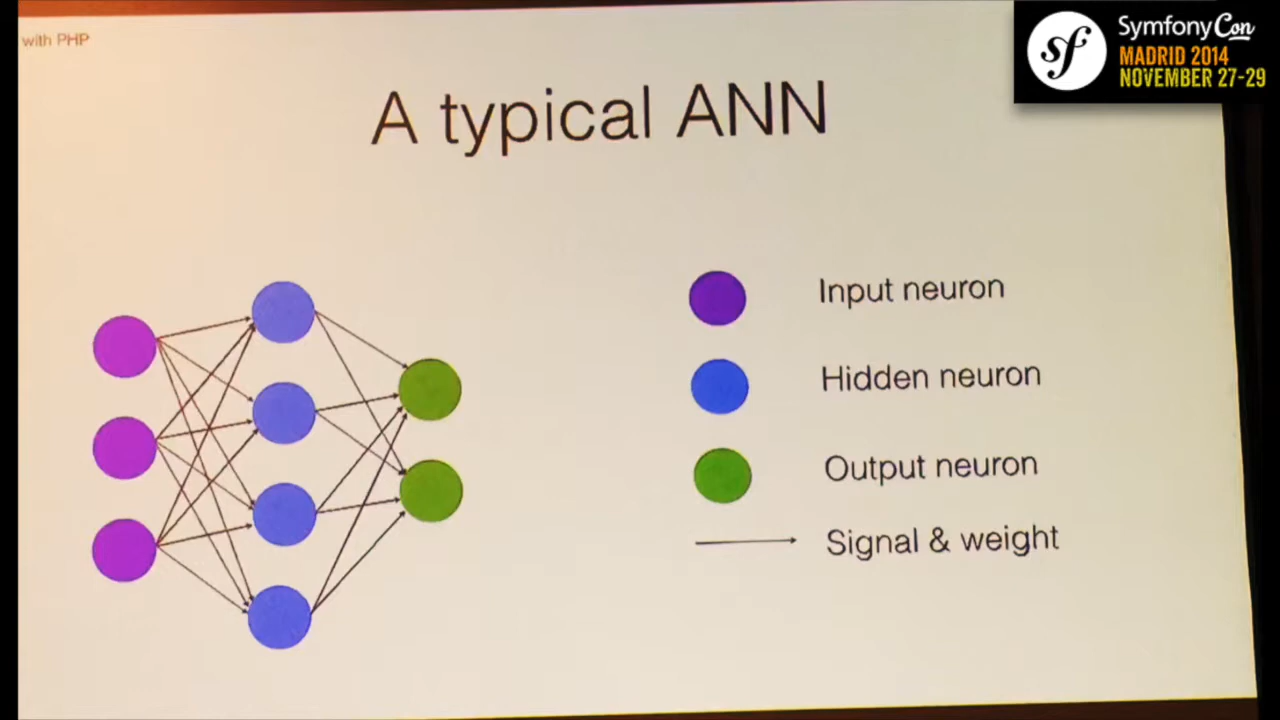 with PHP
SymfonyCon
MADRID 2014
NOVEMBER 27-29
A typical ANN
Input neuron
Hidden neuron
Output neuron
Signal & weight